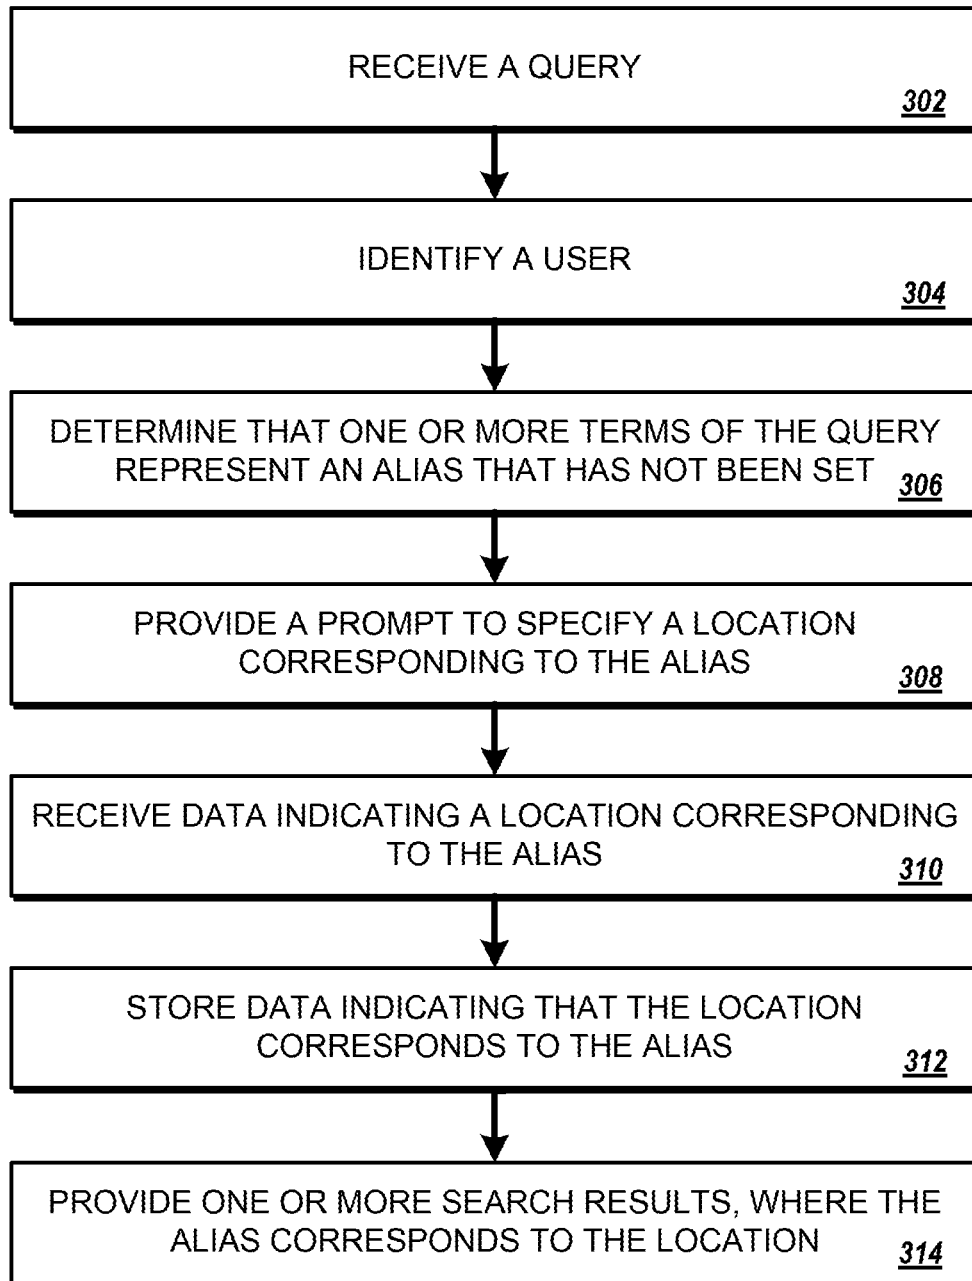 RECEIVE A QUERY
302
IDENTIFY A USER
304
DETERMINE THAT ONE OR MORE TERMS OF THE QUERY
REPRESENT AN ALIAS THAT HAS NOT BEEN SET
306
PROVIDE A PROMPT TO SPECIFY A LOCATION
CORRESPONDING TO THE ALIAS
308
RECEIVE DATA INDICATING A LOCATION CORRESPONDING
TO THE ALIAS
310
STORE DATA INDICATING THAT THE LOCATION
CORRESPONDS TO THE ALIAS
312
PROVIDE ONE OR MORE SEARCH RESULTS, WHERE THE
ALIAS CORRESPONDS TO THE LOCATION
314